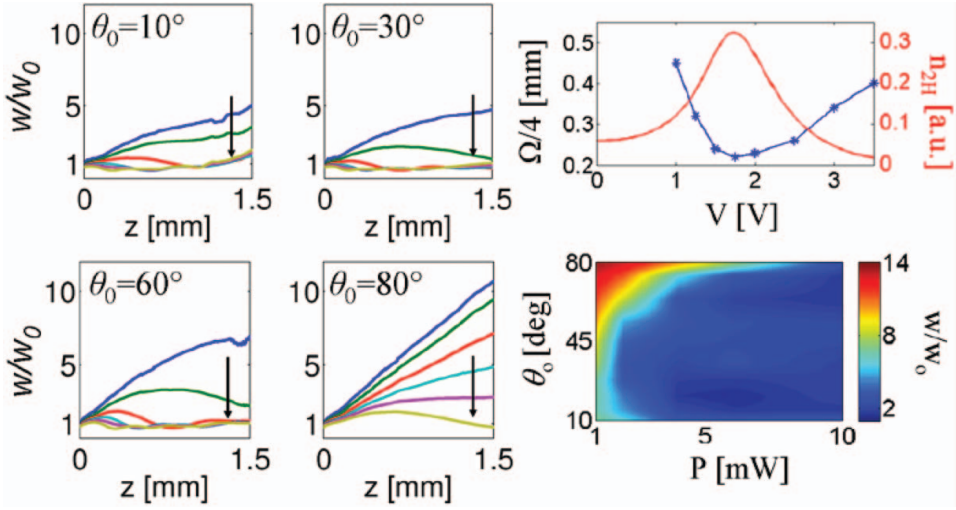 θ₀=10°
w/w₀
10
5
1
0
1.5
z [mm]
θ₀=30°
10
5
1
0
1.5
z [mm]
Ω/4 [mm]
0.5
0.4
0.3
0.2
0
1
2
3
V [V]
0.3
0.2
0.1
0
n₂H [a.u.]
θ₀=60°
w/w₀
10
5
1
0
1.5
z [mm]
θ₀=80°
10
5
1
0
1.5
z [mm]
θ₀ [deg]
80
45
10
1
5
10
P [mW]
14
8
2
w/w₀